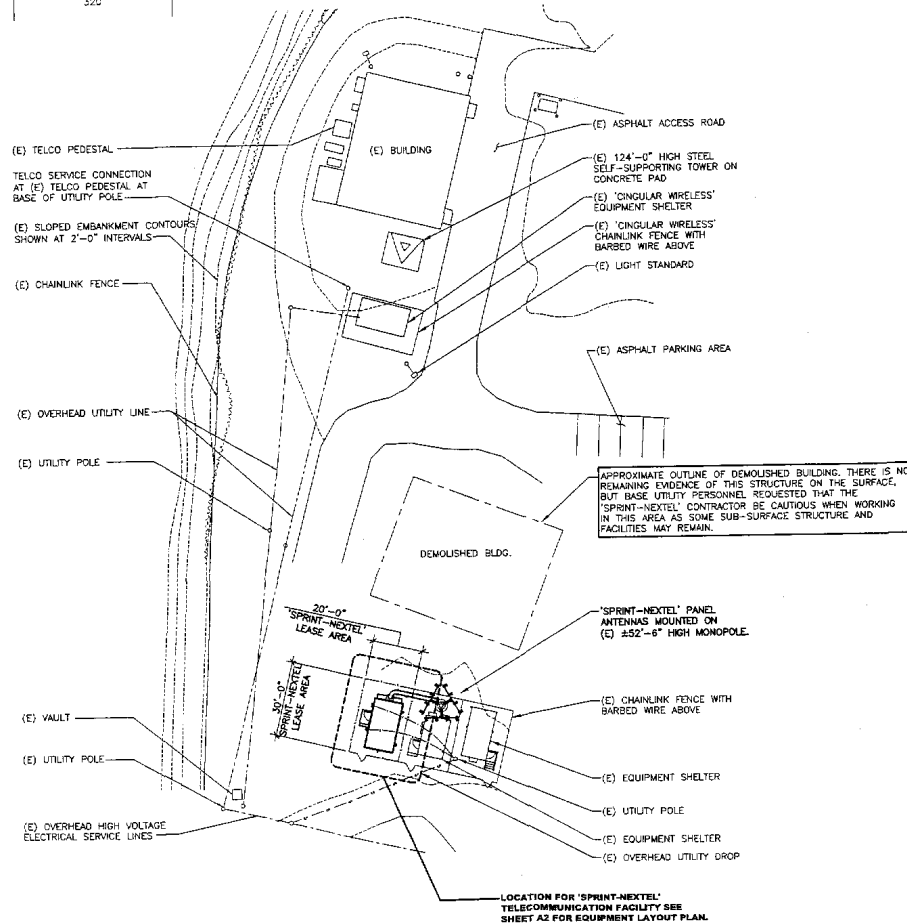 320
(E) TELCO PEDESTAL
TELCO SERVICE CONNECTION
AT (E) TELCO PEDESTAL AT
BASE OF UTILITY POLE
(E) SLOPED EMBANKMENT CONTOURS
SHOWN AT 2'-0" INTERVALS
(E) CHAINLINK FENCE
(E) OVERHEAD UTILITY LINE
(E) UTILITY POLE
(E) VAULT
(E) UTILITY POLE
(E) OVERHEAD HIGH VOLTAGE
ELECTRICAL SERVICE LINES
(E) BUILDING
DEMOLISHED BLDG.
20'-0"
'SPRINT-NEXTEL'
LEASE AREA
30'-0"
'SPRINT-NEXTEL'
LEASE AREA
(E) ASPHALT ACCESS ROAD
(E) 124'-0" HIGH STEEL
SELF-SUPPORTING TOWER ON
CONCRETE PAD
(E) 'CINGULAR WIRELESS'
EQUIPMENT SHELTER
(E) 'CINGULAR WIRELESS'
CHAINLINK FENCE WITH
BARBED WIRE ABOVE
(E) LIGHT STANDARD
(E) ASPHALT PARKING AREA
APPROXIMATE OUTLINE OF DEMOLISHED BUILDING. THERE IS NO
REMAINING EVIDENCE OF THIS STRUCTURE ON THE SURFACE,
BUT BASE UTILITY PERSONNEL REQUESTED THAT THE
'SPRINT-NEXTEL' CONTRACTOR BE CAUTIOUS WHEN WORKING
IN THIS AREA AS SOME SUB-SURFACE STRUCTURE AND
FACILITIES MAY REMAIN.
'SPRINT-NEXTEL' PANEL
ANTENNAS MOUNTED ON
(E) ±52'-6" HIGH MONOPOLE.
(E) CHAINLINK FENCE WITH
BARBED WIRE ABOVE
(E) EQUIPMENT SHELTER
(E) UTILITY POLE
(E) EQUIPMENT SHELTER
(E) OVERHEAD UTILITY DROP
LOCATION FOR 'SPRINT-NEXTEL'
TELECOMMUNICATION FACILITY SEE
SHEET A2 FOR EQUIPMENT LAYOUT PLAN.